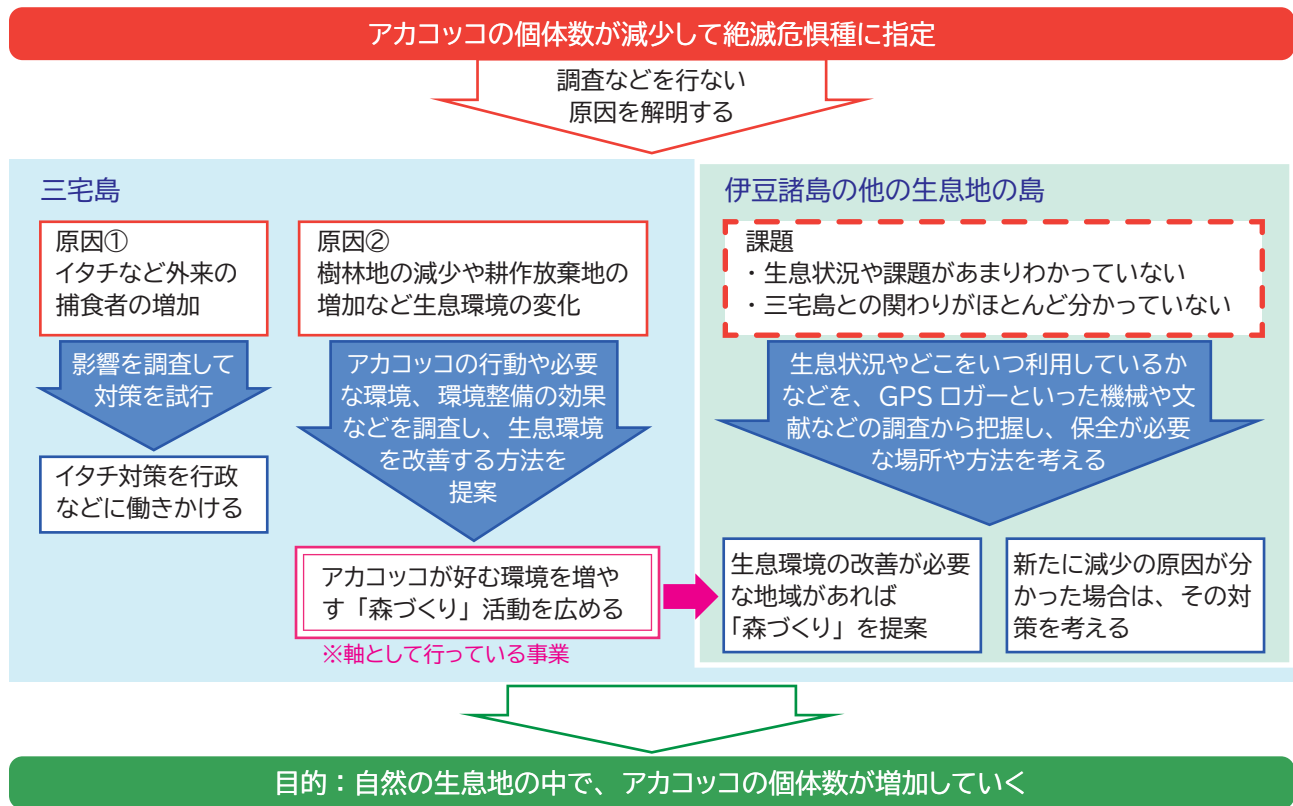 アカコッコの個体数が減少して絶滅危惧種に指定
調査などを行ない
原因を解明する
三宅島
原因①
イタチなど外来の
捕食者の増加
影響を調査して
対策を試行
イタチ対策を行政
などに働きかける
原因②
樹林地の減少や耕作放棄地の
増加など生息環境の変化
アカコッコの行動や必要
な環境、環境整備の効果
などを調査し、生息環境
を改善する方法を
提案
アカコッコが好む環境を増や
す「森づくり」活動を広める
※軸として行っている事業
伊豆諸島の他の生息地の島
課題
・生息状況や課題があまりわかっていない
・三宅島との関わりがほとんど分かっていない
生息状況やどこをいつ利用しているか
などを、GPS ロガーといった機械や文
献などの調査から把握し、保全が必要
な場所や方法を考える
生息環境の改善が必要
な地域があれば
「森づくり」を提案
新たに減少の原因が分
かった場合は、その対
策を考える
目的：自然の生息地の中で、アカコッコの個体数が増加していく